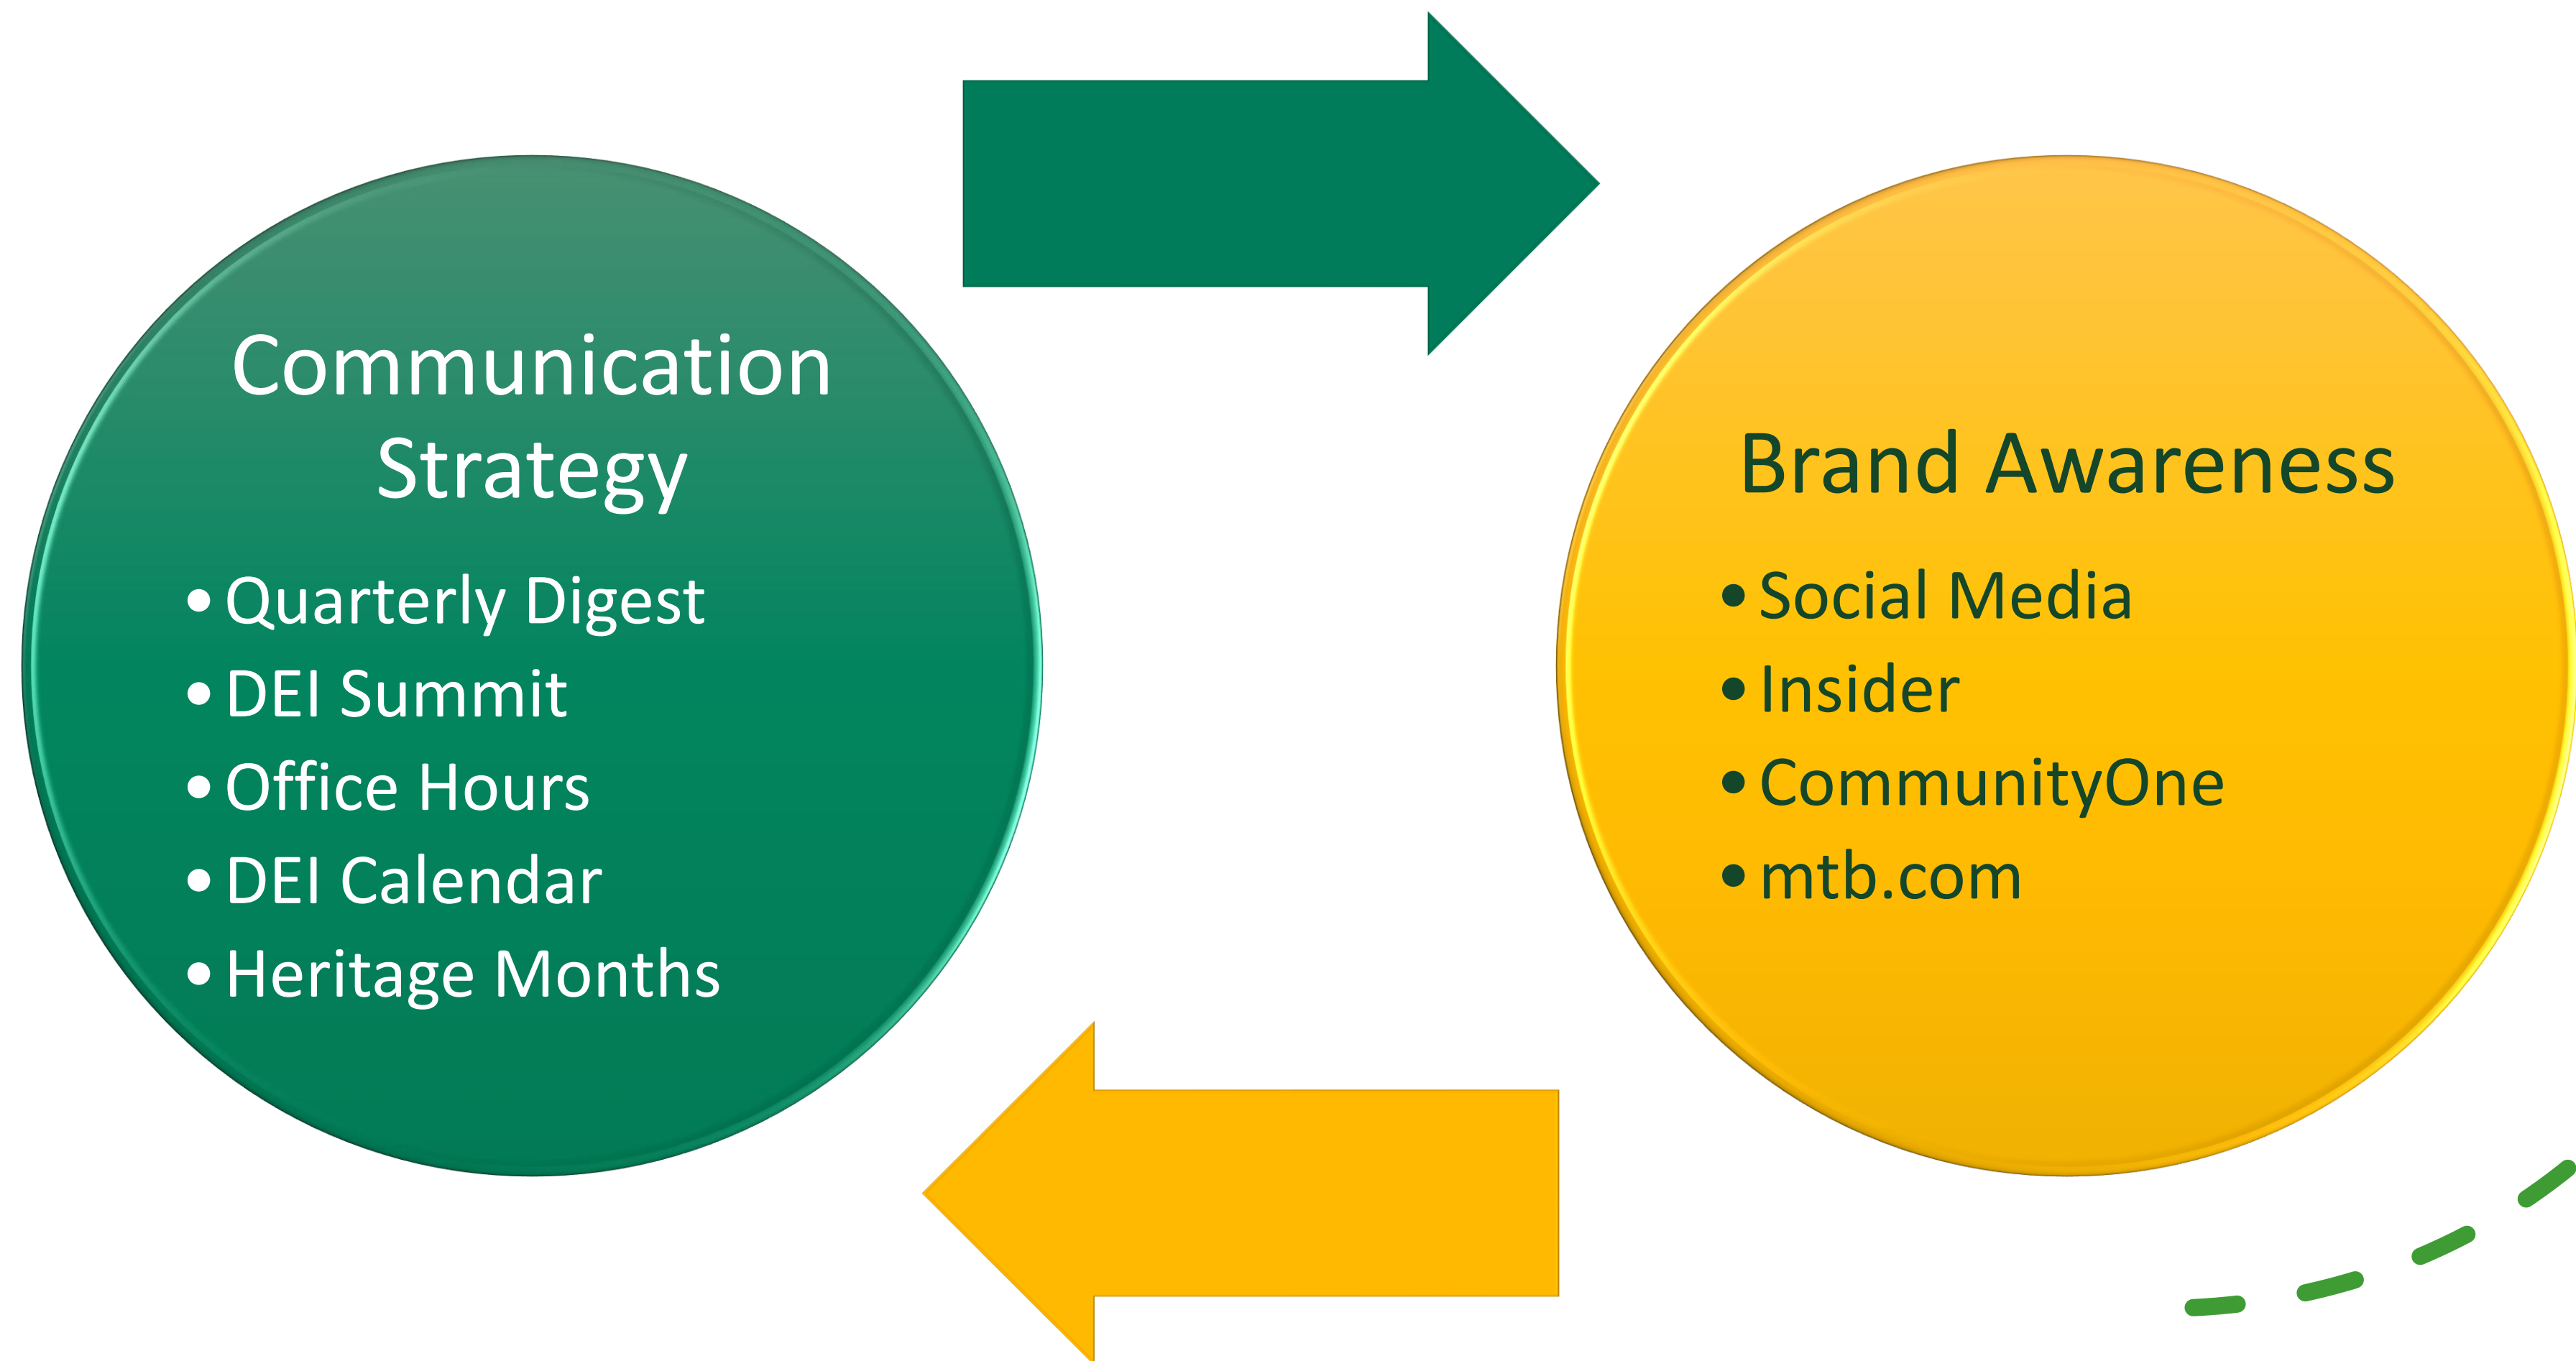 Communication
Strategy
• Quarterly Digest
• DEI Summit
• Office Hours
• DEI Calendar
• Heritage Months
Brand Awareness
• Social Media
• Insider
• CommunityOne
• mtb.com